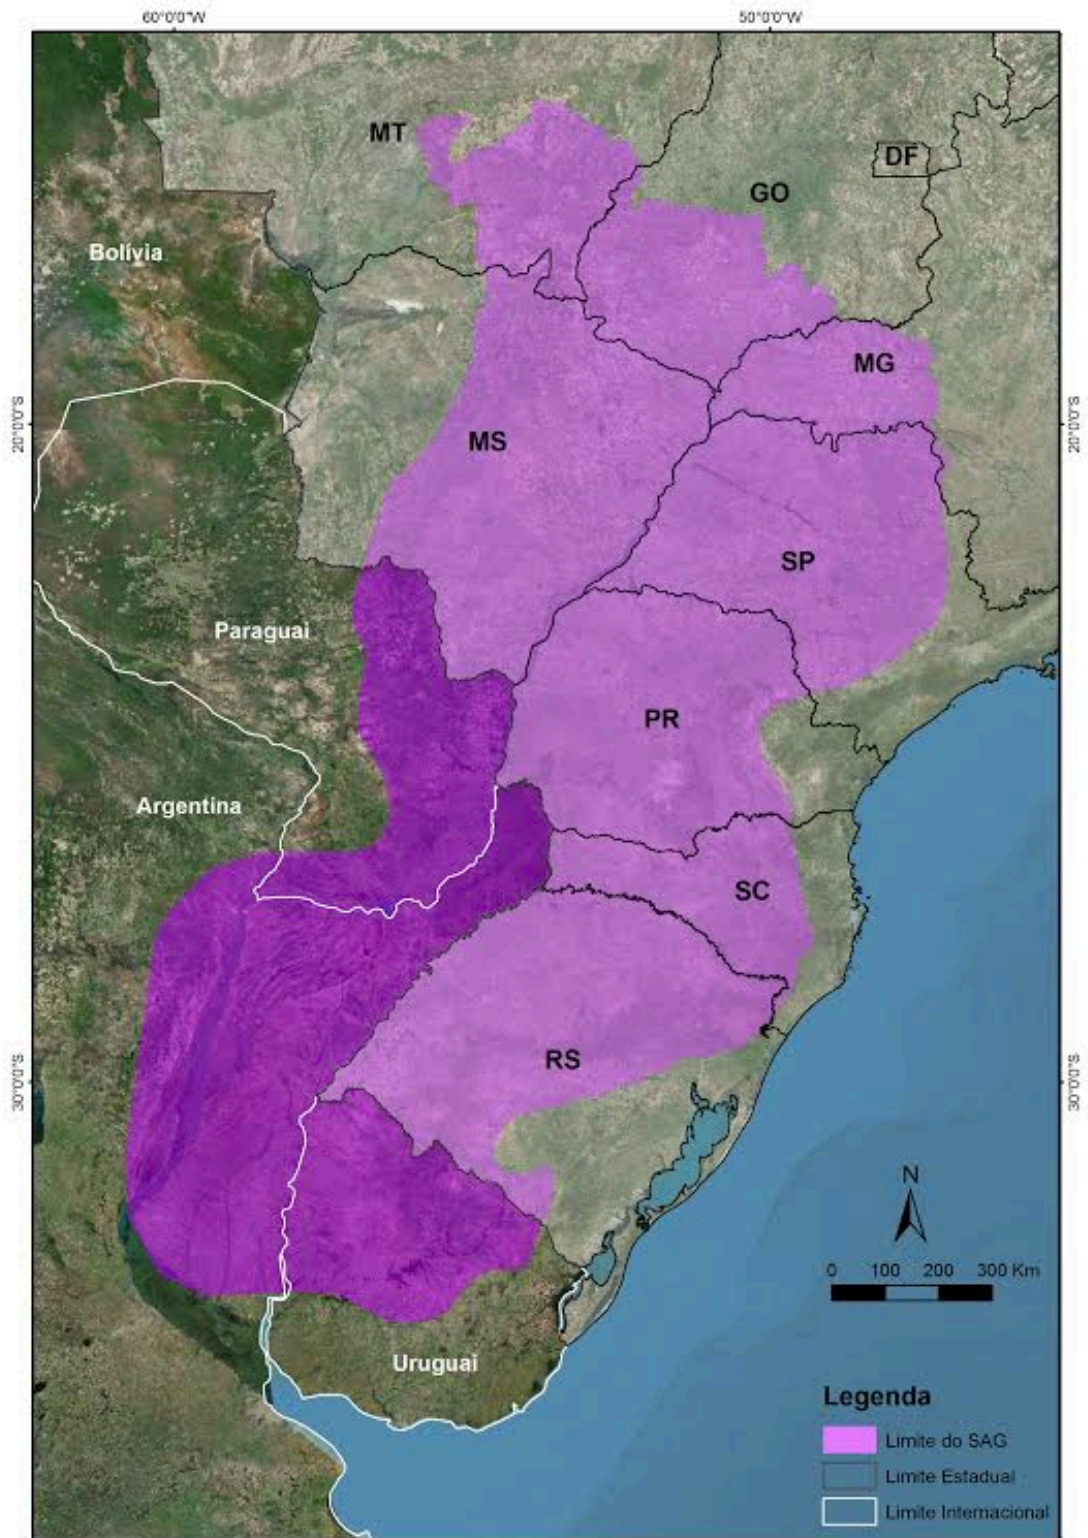 60°0'0"W
50°0'0"W
MT
DF
GO
Bolívia
MG
20°0'0"S
20°0'0"S
MS
SP
Paraguai
PR
Argentina
SC
RS
30°0'0"S
30°0'0"S
N
0 100 200 300 Km
Uruguai
Legenda
Limite do SAG
Limite Estadual
Limite Internacional